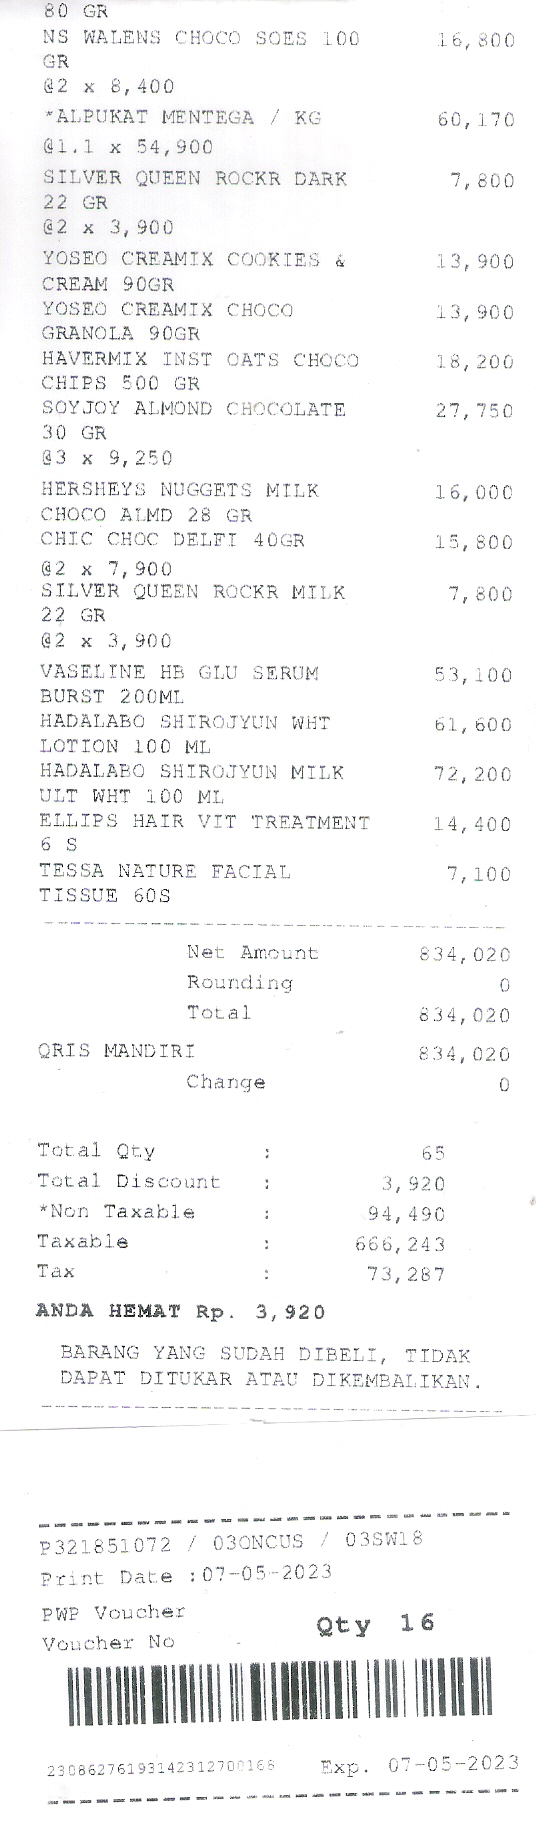 80 GR
NS WALENS CHOCO SOES 100 16,800
GR
@2 x 8,400
*ALPUKAT MENTEGA / KG 60,170
@1.1 x 54,900
SILVER QUEEN ROCKR DARK 7,800
22 GR
@2 x 3,900
YOSEO CREAMIX COOKIES & 13,900
CREAM 90GR
YOSEO CREAMIX CHOCO 13,900
GRANOLA 90GR
HAVERMIX INST OATS CHOCO 18,200
CHIPS 500 GR
SOYJOY ALMOND CHOCOLATE 27,750
30 GR
@3 x 9,250
HERSHEYS NUGGETS MILK 16,000
CHOCO ALMD 28 GR
CHIC CHOC DELFI 40GR 15,800
@2 x 7,900
SILVER QUEEN ROCKR MILK 7,800
22 GR
@2 x 3,900
VASELINE HB GLU SERUM 53,100
BURST 200ML
HADALABO SHIROJYUN WHT 61,600
LOTION 100 ML
HADALABO SHIROJYUN MILK 72,200
ULT WHT 100 ML
ELLIPS HAIR VIT TREATMENT 14,400
6 S
TESSA NATURE FACIAL 7,100
TISSUE 60S
Net Amount 834,020
Rounding 0
Total 834,020
QRIS MANDIRI 834,020
Change 0
Total Qty : 65
Total Discount : 3,920
*Non Taxable : 94,490
Taxable : 666,243
Tax : 73,287
ANDA HEMAT Rp. 3,920
BARANG YANG SUDAH DIBELI, TIDAK
DAPAT DITUKAR ATAU DIKEMBALIKAN.
P321851072 / 03ONCUS / 03SW18
Print Date :07-05-2023
PWP Voucher Qty 16
Voucher No -
23086276193142312700166 Exp. 07-05-2023